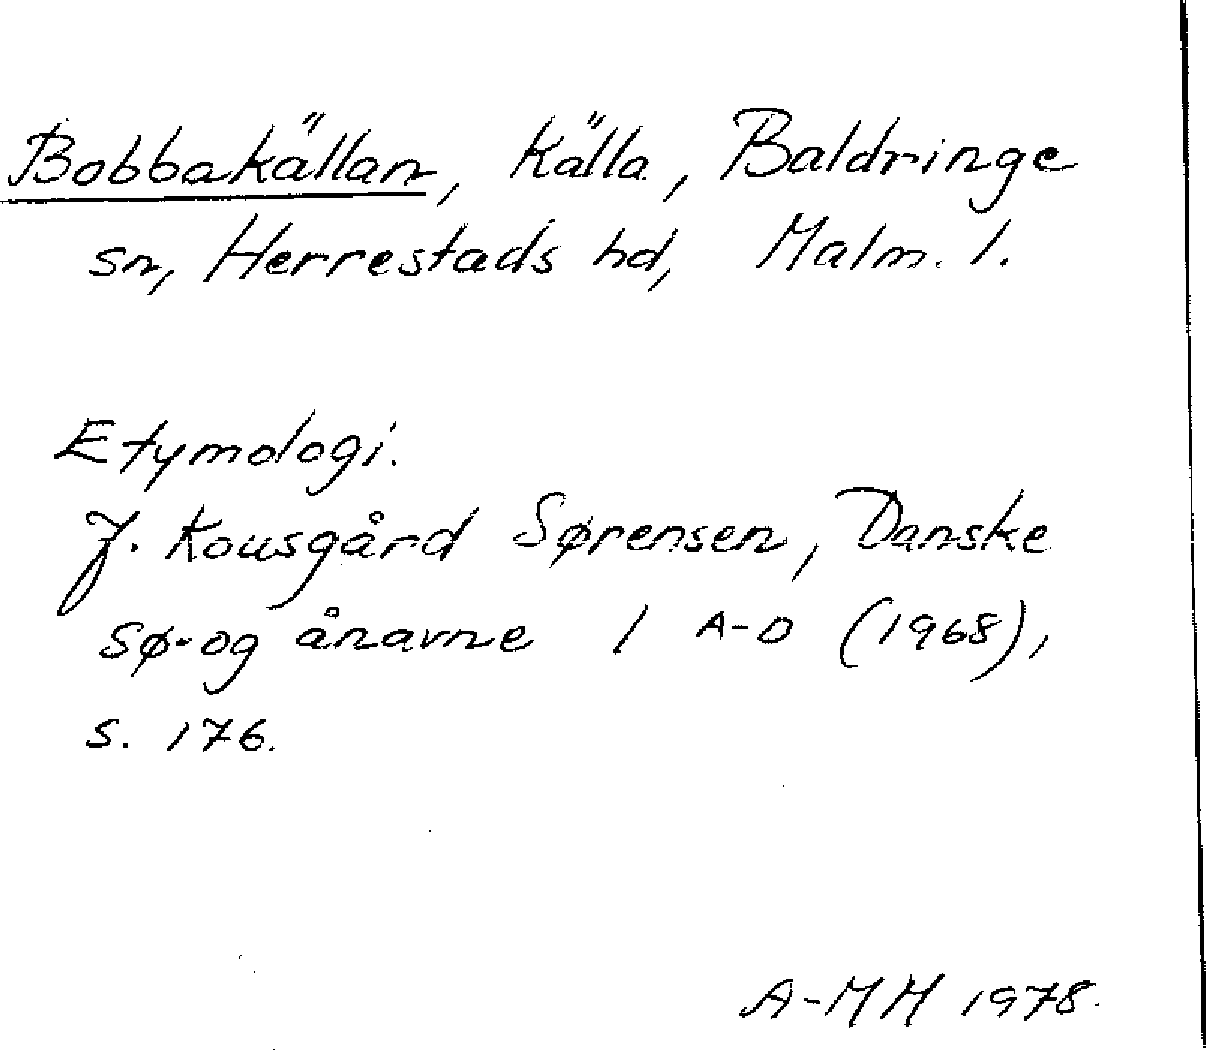 Bobbakällan, Källa, Baldringe
sn, Herrestads hd, Malm. l.
Etymologi.
J. Kousgård Sørensen, Danske
sø- og ånavne 1 A-D (1968),
s. 176.
A-MH 1978.